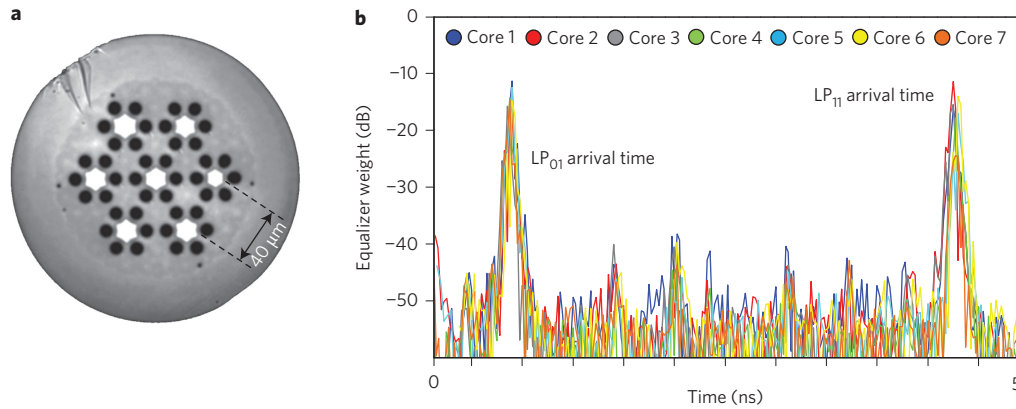 a
40 µm
b
Core 1 Core 2 Core 3 Core 4 Core 5 Core 6 Core 7
LP₀₁ arrival time
LP₁₁ arrival time
Equalizer weight (dB)
0
−10
−20
−30
−40
−50
0 5
Time (ns)